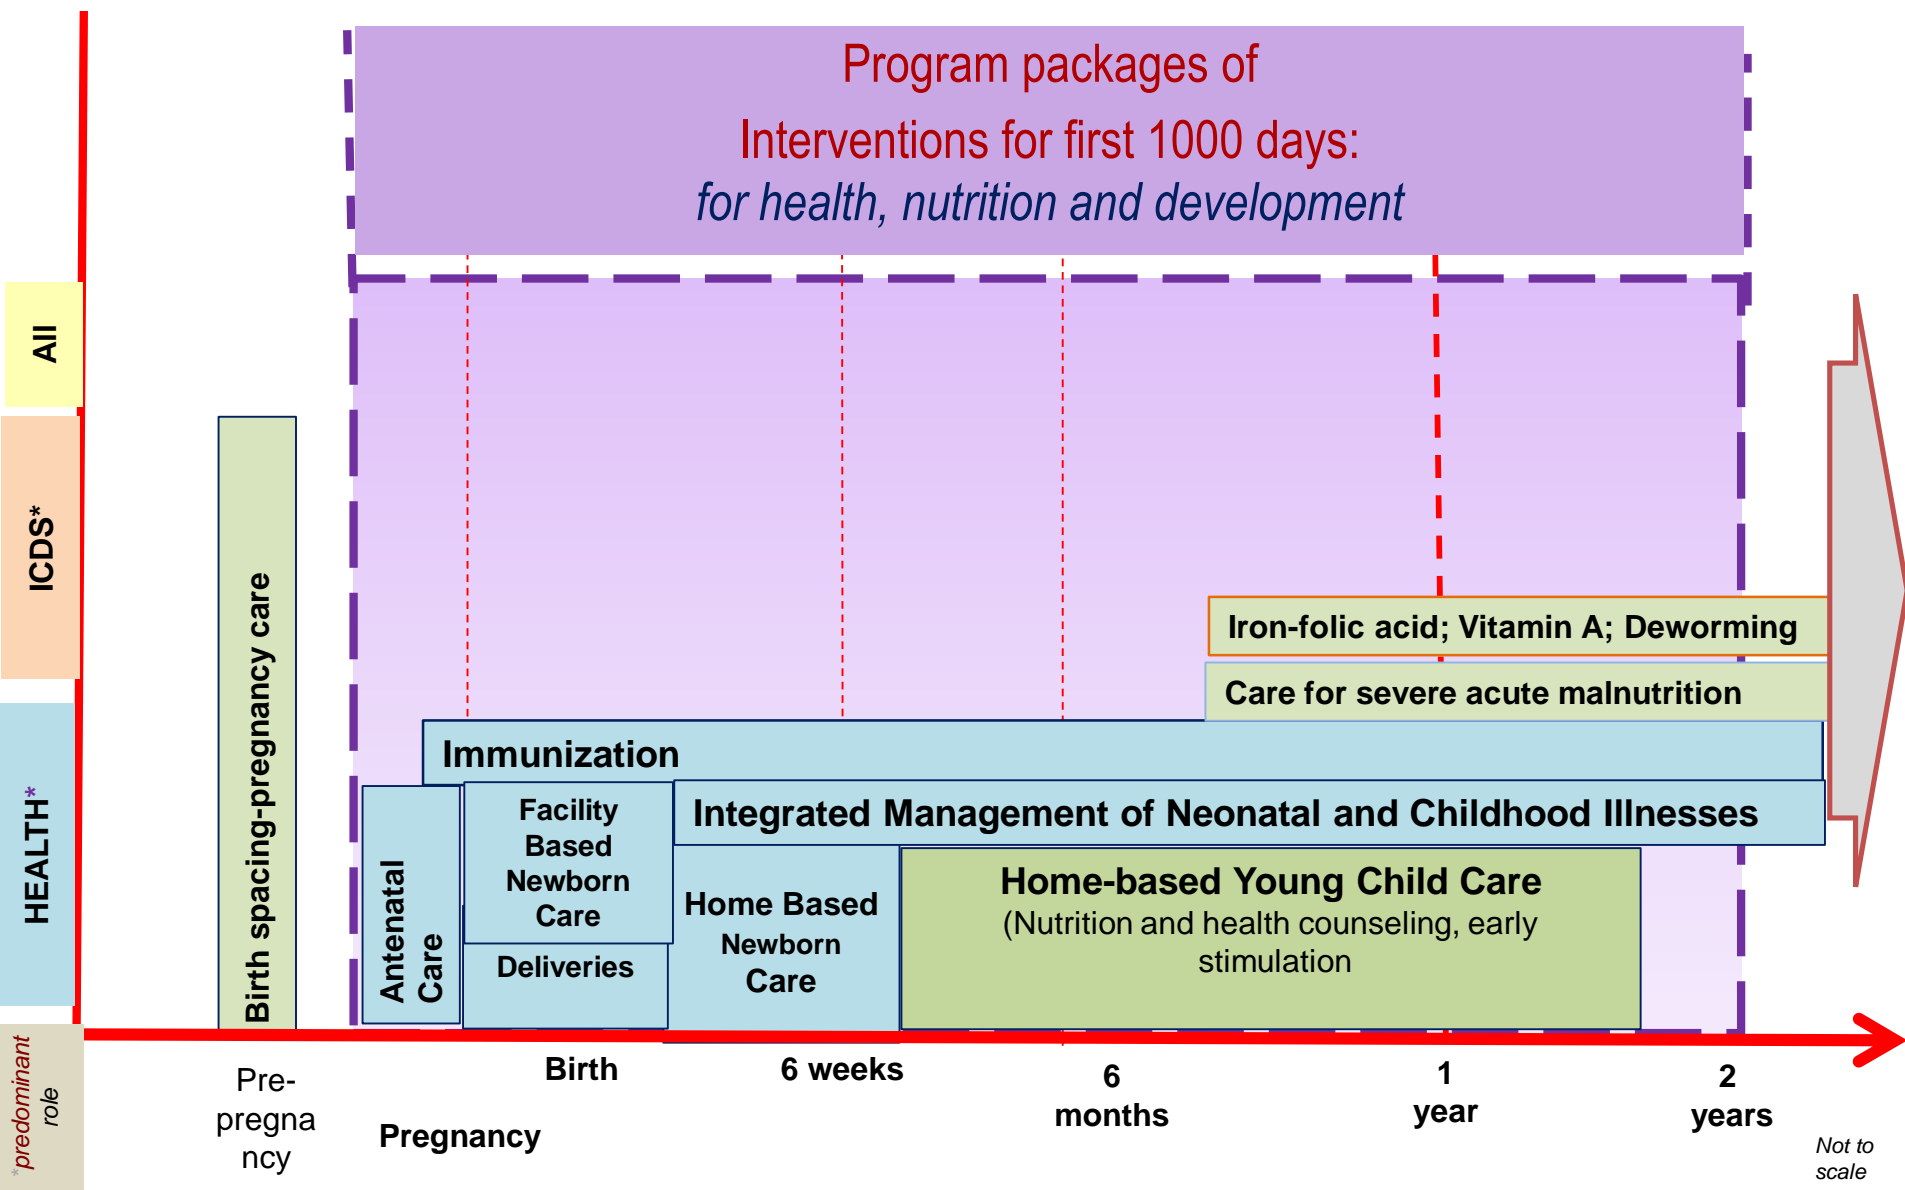 Program packages of
Interventions for first 1000 days:
for health, nutrition and development
All
ICDS*
HEALTH*
*predominant
role
Birth spacing-pregnancy care
Iron-folic acid; Vitamin A; Deworming
Care for severe acute malnutrition
Immunization
Integrated Management of Neonatal and Childhood Illnesses
Antenatal
Care
Facility
Based
Newborn
Care
Deliveries
Home Based
Newborn
Care
Home-based Young Child Care
(Nutrition and health counseling, early
stimulation
Pre-
pregna
ncy
Pregnancy
Birth
6 weeks
6
months
1
year
2
years
Not to
scale